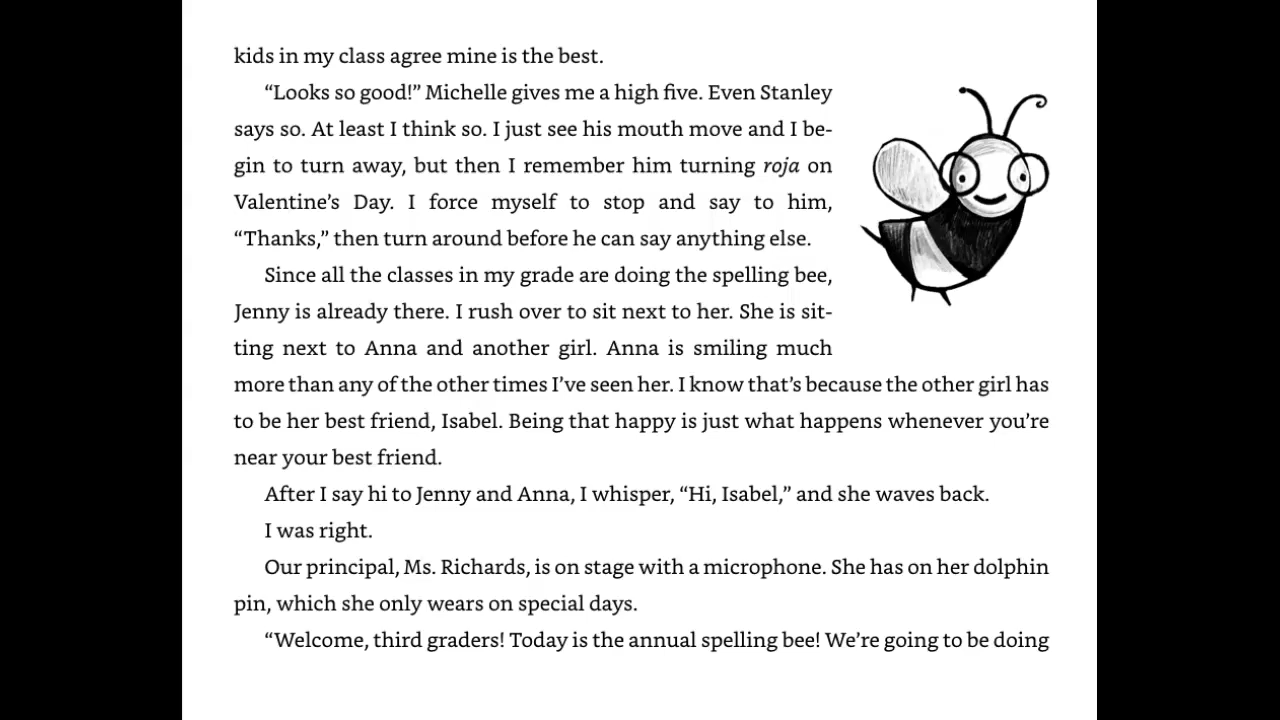 kids in my class agree mine is the best.
“Looks so good!” Michelle gives me a high five. Even Stanley
says so. At least I think so. I just see his mouth move and I be-
gin to turn away, but then I remember him turning roja on
Valentine’s Day. I force myself to stop and say to him,
“Thanks,” then turn around before he can say anything else.
Since all the classes in my grade are doing the spelling bee,
Jenny is already there. I rush over to sit next to her. She is sit-
ting next to Anna and another girl. Anna is smiling much
more than any of the other times I’ve seen her. I know that’s because the other girl has
to be her best friend, Isabel. Being that happy is just what happens whenever you’re
near your best friend.
After I say hi to Jenny and Anna, I whisper, “Hi, Isabel,” and she waves back.
I was right.
Our principal, Ms. Richards, is on stage with a microphone. She has on her dolphin
pin, which she only wears on special days.
“Welcome, third graders! Today is the annual spelling bee! We’re going to be doing